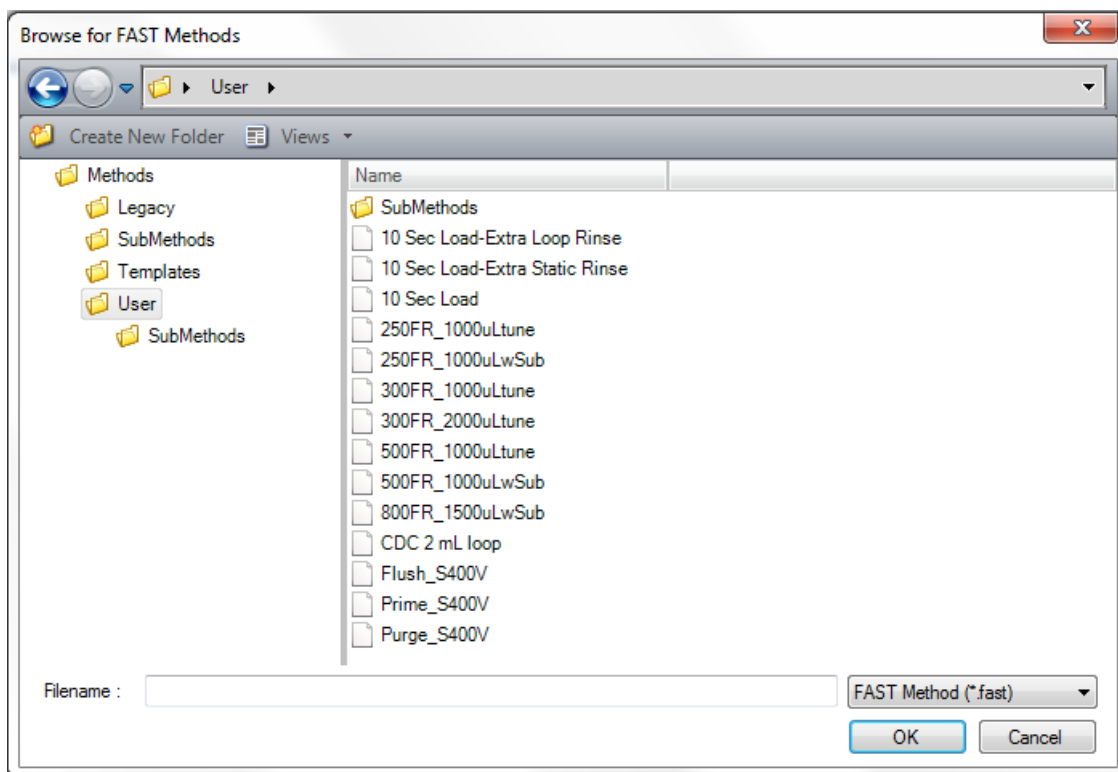 Browse for FAST Methods
User
Create New Folder Views
Methods
Legacy
SubMethods
Templates
User
SubMethods
Name
SubMethods
10 Sec Load-Extra Loop Rinse
10 Sec Load-Extra Static Rinse
10 Sec Load
250FR_1000uLtune
250FR_1000uLwSub
300FR_1000uLtune
300FR_2000uLtune
500FR_1000uLtune
500FR_1000uLwSub
800FR_1500uLwSub
CDC 2 mL loop
Flush_S400V
Prime_S400V
Purge_S400V
Filename :
FAST Method (*.fast)
OK Cancel